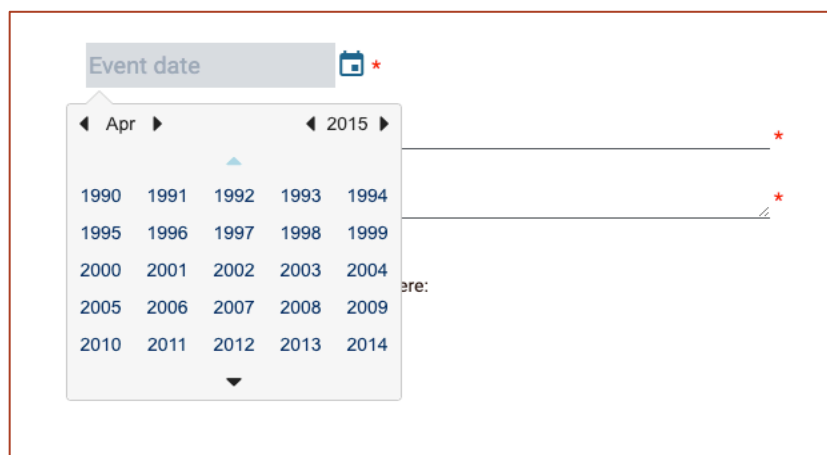 Event date *
Apr 2015
*
1990 1991 1992 1993 1994
*
1995 1996 1997 1998 1999
2000 2001 2002 2003 2004
ere:
2005 2006 2007 2008 2009
2010 2011 2012 2013 2014